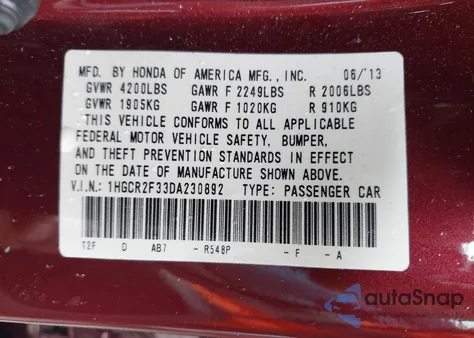 MFD. BY HONDA OF AMERICA MFG., INC. 06/13
GVWR 4200LBS GAWR F 2249LBS R 2006LBS
GVWR 1905KG GAWR F 1020KG R 910KG
THIS VEHICLE CONFORMS TO ALL APPLICABLE
FEDERAL MOTOR VEHICLE SAFETY, BUMPER,
AND THEFT PREVENTION STANDARDS IN EFFECT
ON THE DATE OF MANUFACTURE SHOWN ABOVE.
V.I.N.: 1HGCR2F33DA230892 TYPE: PASSENGER CAR
T2F D AB7 - R548P - F - A
autoSnap